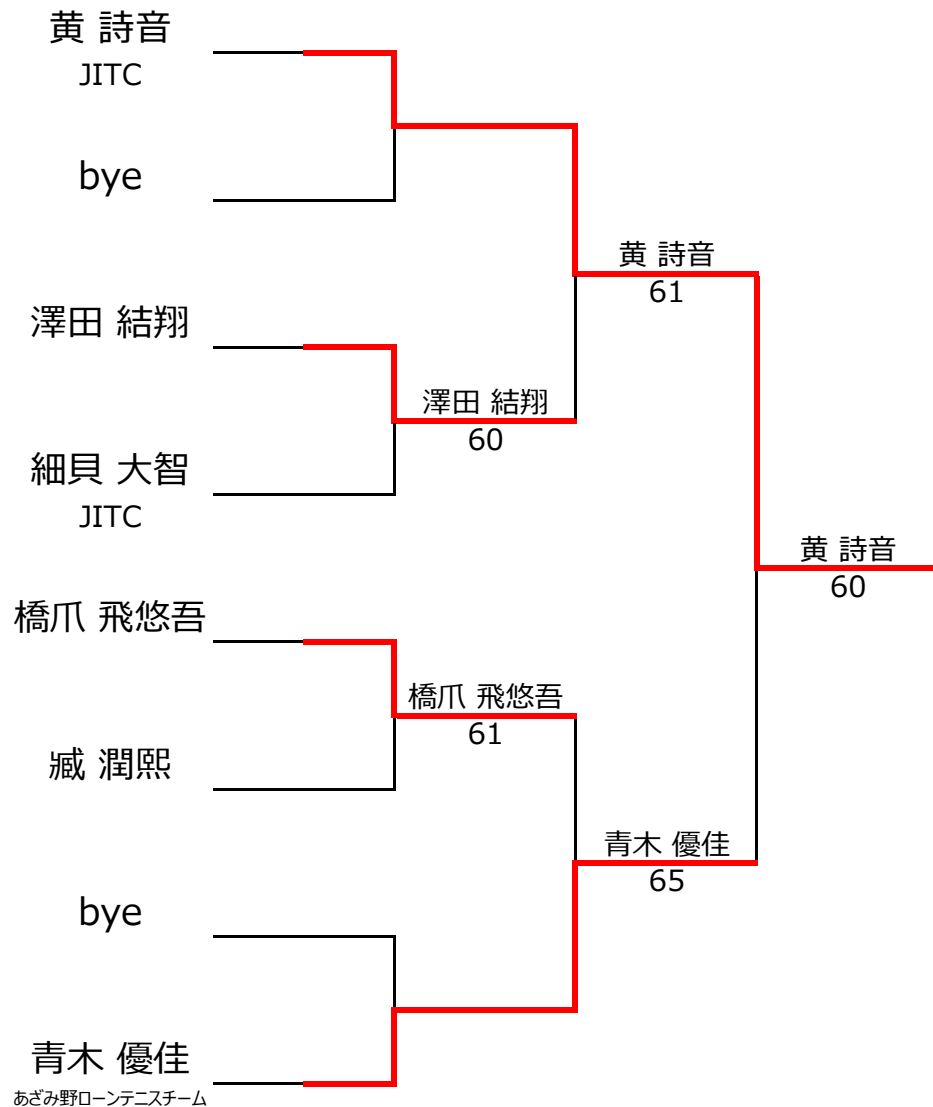 黄 詩音
JITC
bye
澤田 結翔
細貝 大智
JITC
橋爪 飛悠吾
臧 潤熙
bye
青木 優佳
あざみ野ローンテニスチーム
澤田 結翔
60
橋爪 飛悠吾
61
黄 詩音
61
青木 優佳
65
黄 詩音
60